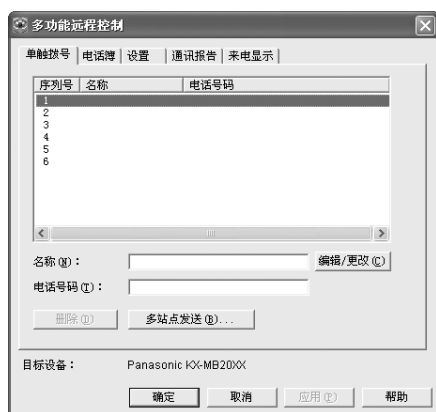 多功能远程控制
单触拨号 电话簿 设置 通讯报告 来电显示
序列号 名称 电话号码
1
2
3
4
5
6
名称(N)：
编辑/更改(C)
电话号码(T)：
删除(D) 多站点发送(B)...
目标设备： Panasonic KX-MB20XX
确定 取消 应用(P) 帮助